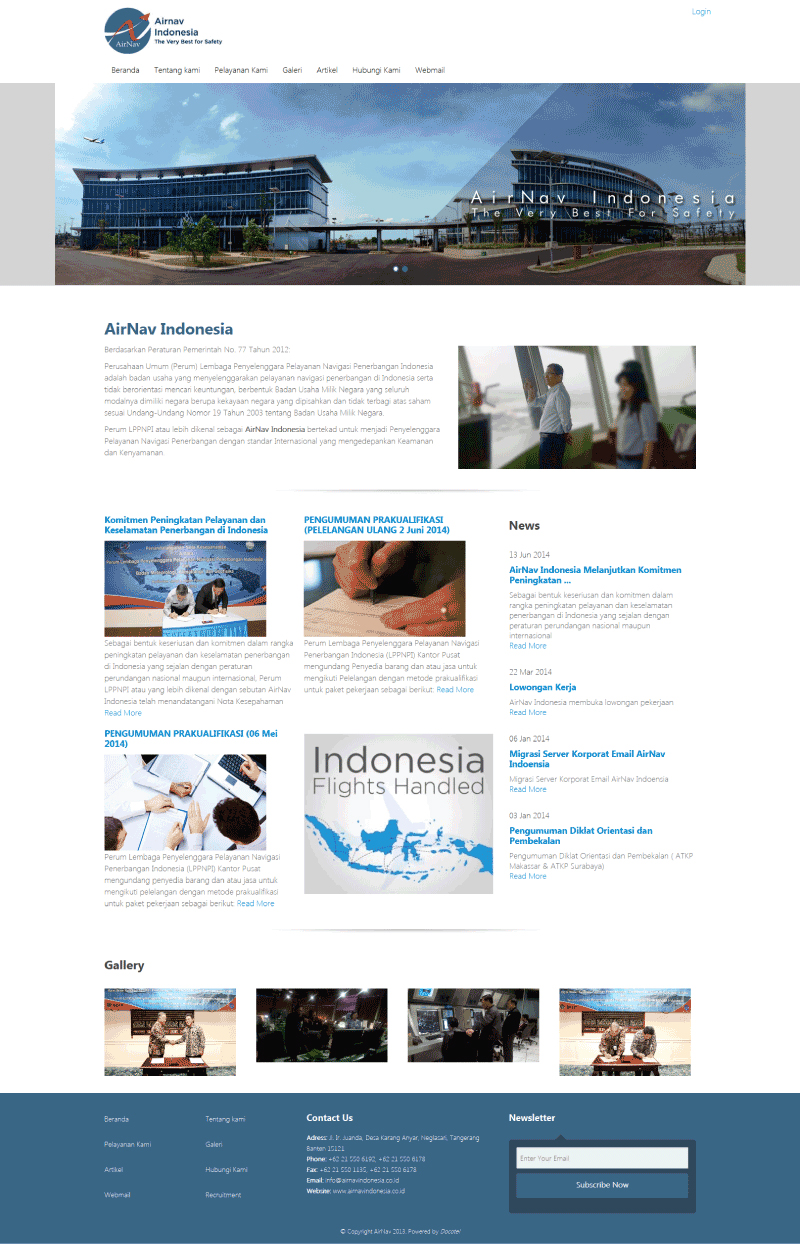 AirNav
Airnav
Indonesia
The Very Best for Safety
Login
Beranda
Tentang kami
Pelayanan Kami
Galeri
Artikel
Hubungi Kami
Webmail
AirNav Indonesia
The Very Best For Safety
AirNav Indonesia
Berdasarkan Peraturan Pemerintah No. 77 Tahun 2012:
Perusahaan Umum (Perum) Lembaga Penyelenggara Pelayanan Navigasi Penerbangan Indonesia
adalah badan usaha yang menyelenggarakan pelayanan navigasi penerbangan di Indonesia serta
tidak berorientasi mencari keuntungan, berbentuk Badan Usaha Milik Negara yang seluruh
modalnya dimiliki negara berupa kekayaan negara yang dipisahkan dan tidak terbagi atas saham
sesuai Undang-Undang Nomor 19 Tahun 2003 tentang Badan Usaha Milik Negara.
Perum LPPNPI atau lebih dikenal sebagai AirNav Indonesia bertekad untuk menjadi Penyelenggara
Pelayanan Navigasi Penerbangan dengan standar Internasional yang mengedepankan Keamanan
dan Kenyamanan.
Komitmen Peningkatan Pelayanan dan
Keselamatan Penerbangan di Indonesia
Sebagai bentuk keseriusan dan komitmen dalam rangka
peningkatan pelayanan dan keselamatan penerbangan
di Indonesia yang sejalan dengan peraturan
perundangan nasional maupun internasional, Perum
LPPNPI atau yang lebih dikenal dengan sebutan AirNav
Indonesia telah menandatangani Nota Kesepahaman
Read More
PENGUMUMAN PRAKUALIFIKASI
(PELELANGAN ULANG 2 Juni 2014)
Perum Lembaga Penyelenggara Pelayanan Navigasi
Penerbangan Indonesia (LPPNPI) Kantor Pusat
mengundang Penyedia barang dan atau jasa untuk
mengikuti Pelelangan dengan metode prakualifikasi
untuk paket pekerjaan sebagai berikut: Read More
PENGUMUMAN PRAKUALIFIKASI (06 Mei
2014)
Perum Lembaga Penyelenggara Pelayanan Navigasi
Penerbangan Indonesia (LPPNPI) Kantor Pusat
mengundang penyedia barang dan atau jasa untuk
mengikuti pelelangan dengan metode prakualifikasi
untuk paket pekerjaan sebagai berikut: Read More
Indonesia
Flights Handled
News
13 Jun 2014
AirNav Indonesia Melanjutkan Komitmen
Peningkatan ...
Sebagai bentuk keseriusan dan komitmen dalam
rangka peningkatan pelayanan dan keselamatan
penerbangan di Indonesia yang sejalan dengan
peraturan perundangan nasional maupun
internasional
Read More
22 Mar 2014
Lowongan Kerja
AirNav Indonesia membuka lowongan pekerjaan
Read More
06 Jan 2014
Migrasi Server Korporat Email AirNav
Indoensia
Migrasi Server Korporat Email AirNav Indoensia
Read More
03 Jan 2014
Pengumuman Diklat Orientasi dan
Pembekalan
Pengumuman Diklat Orientasi dan Pembekalan ( ATKP
Makassar & ATKP Surabaya)
Read More
Gallery
Beranda
Tentang kami
Pelayanan Kami
Galeri
Artikel
Hubungi Kami
Webmail
Recruitment
Contact Us
Adress: Jl. Ir. Juanda, Desa Karang Anyar, Neglasari, Tangerang
Banten 15121
Phone: +62 21 550 6192, +62 21 550 6178
Fax: +62 21 550 1135, +62 21 550 6178
Email: info@airnavindonesia.co.id
Website: www.airnavindonesia.co.id
Newsletter
Enter Your Email
Subscribe Now
© Copyright AirNav 2013. Powered by Docotel